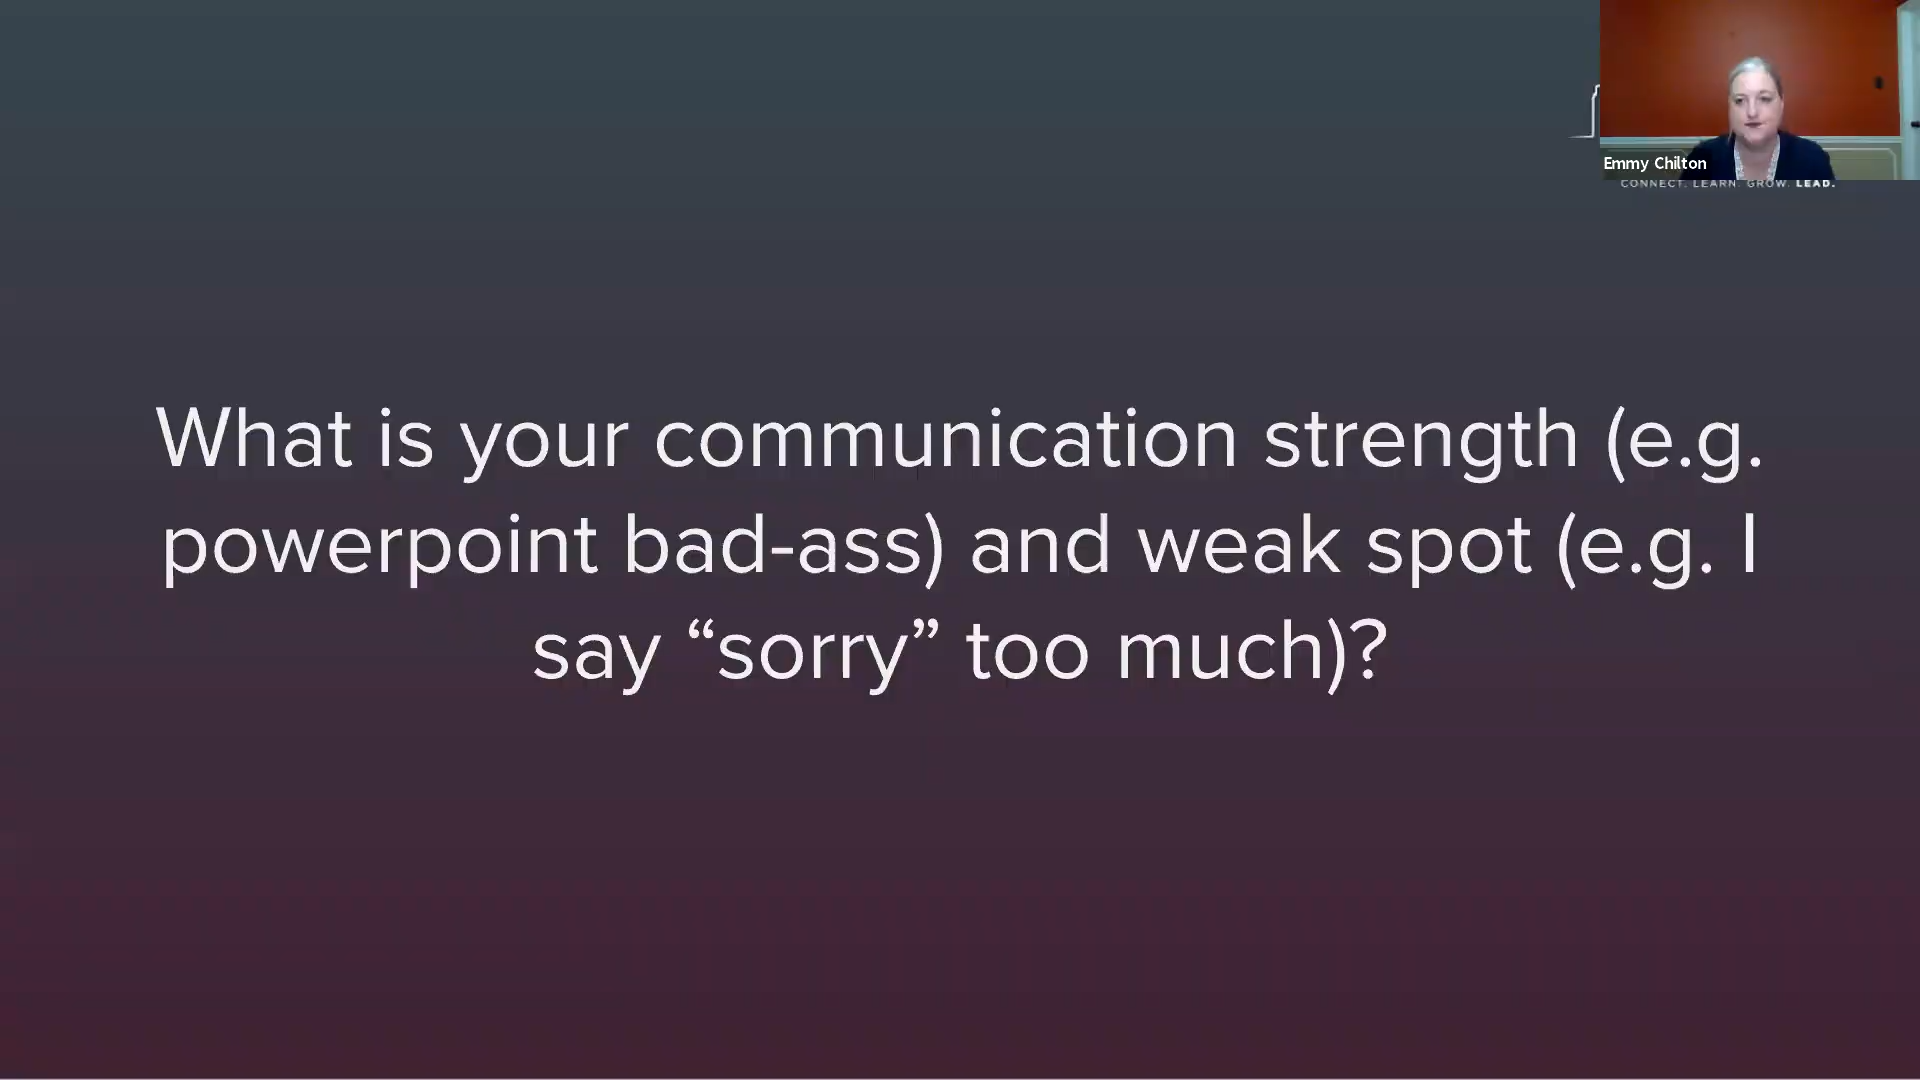 Emmy Chilton
CONNECT. LEARN. GROW. LEAD.
What is your communication strength (e.g.
powerpoint bad-ass) and weak spot (e.g. I
say “sorry” too much)?